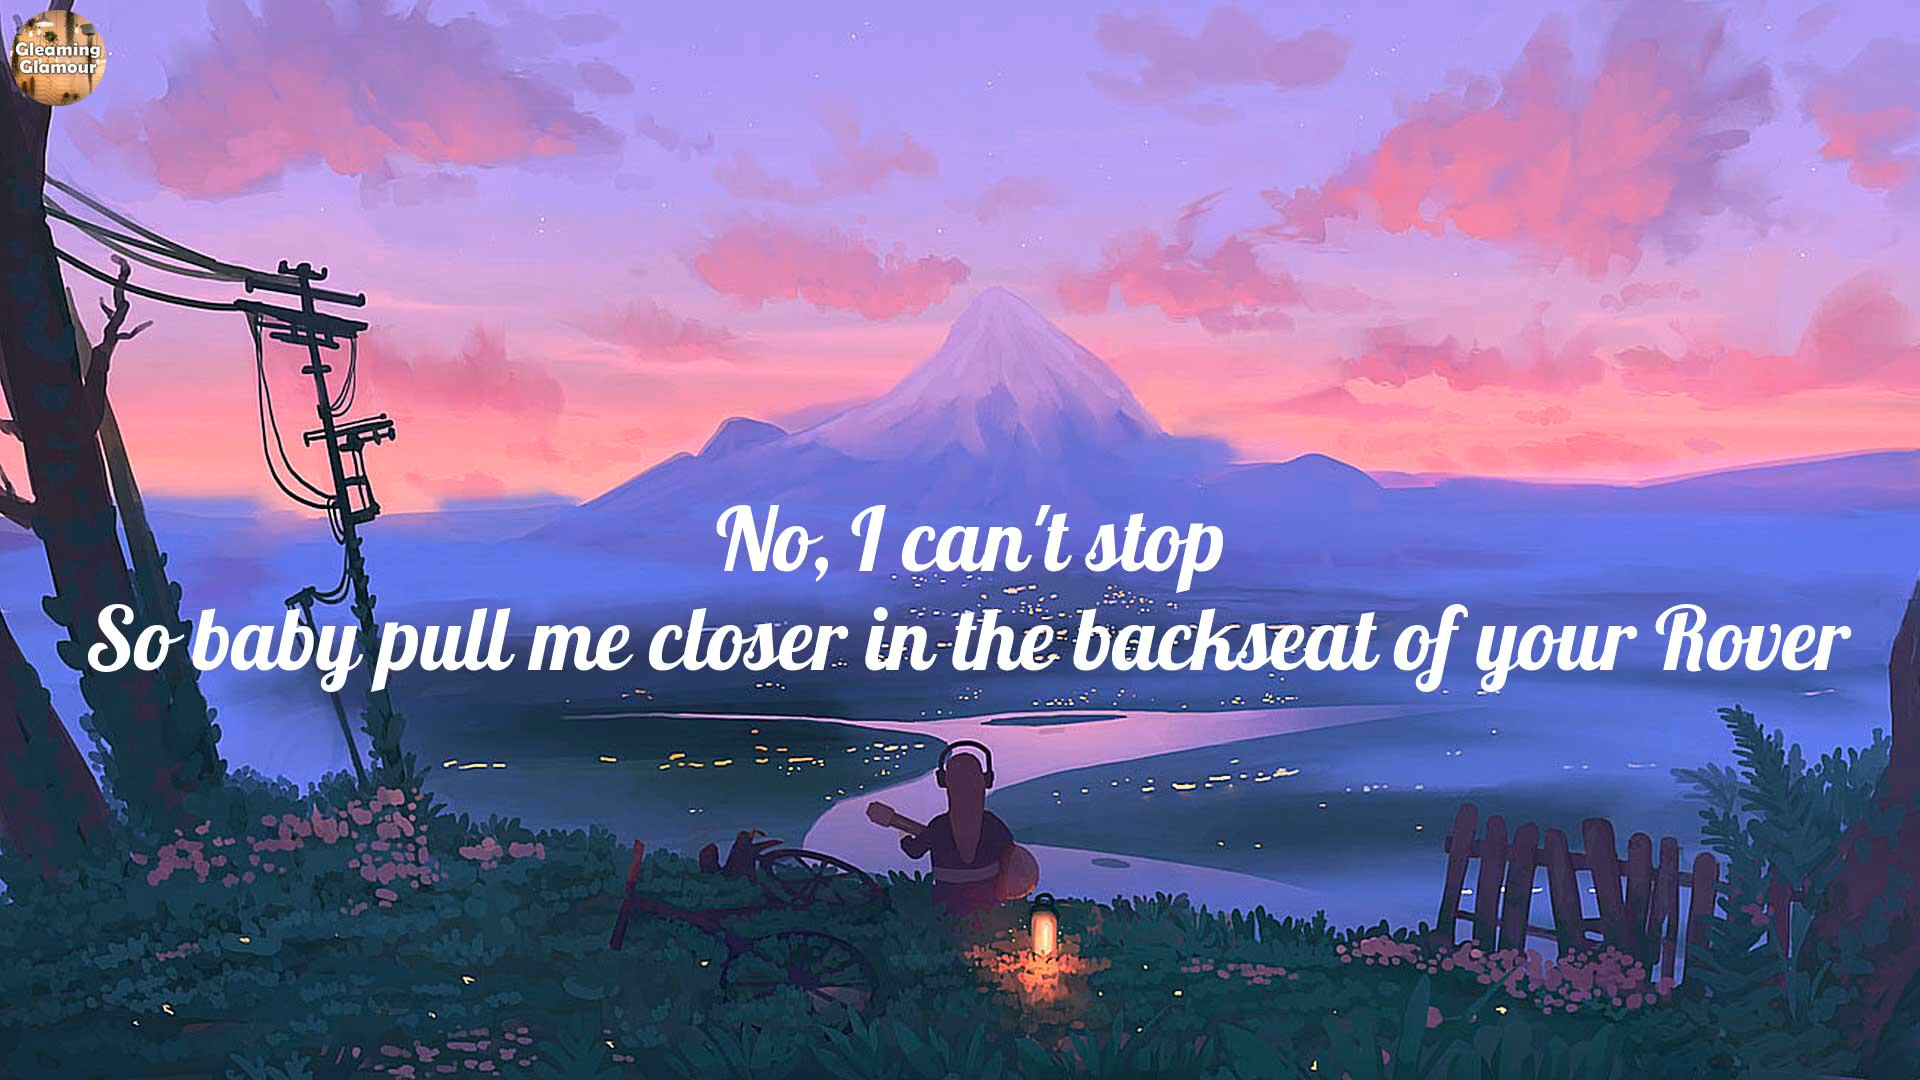 Gleaming
Glamour
No, I can't stop
So baby pull me closer in the backseat of your Rover